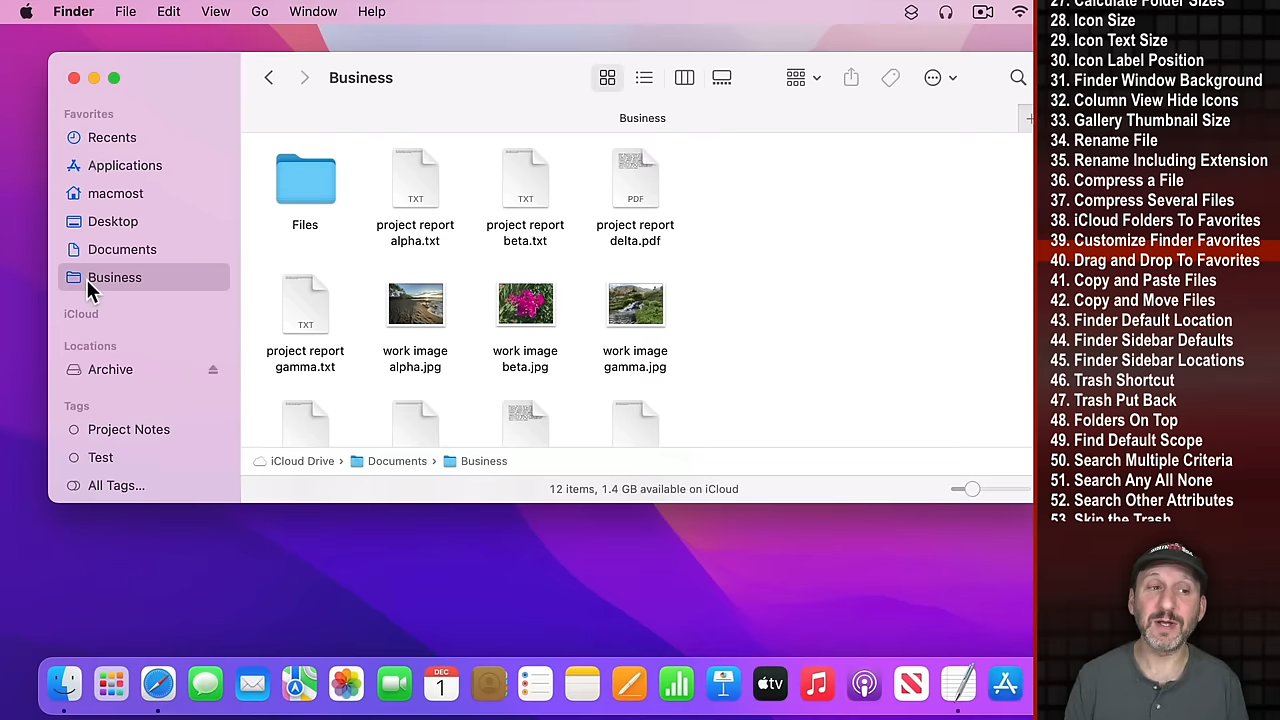 Finder File Edit View Go Window Help
Business
Business
Favorites
Recents
Applications
macmost
Desktop
Documents
Business
iCloud
Locations
Archive
Tags
Project Notes
Test
All Tags...
Files
TXT
project report
alpha.txt
TXT
project report
beta.txt
PDF
project report
delta.pdf
TXT
project report
gamma.txt
work image
alpha.jpg
work image
beta.jpg
work image
gamma.jpg
iCloud Drive › Documents › Business
12 items, 1.4 GB available on iCloud
DEC
1
tv
27. Calculate Folder Sizes
28. Icon Size
29. Icon Text Size
30. Icon Label Position
31. Finder Window Background
32. Column View Hide Icons
33. Gallery Thumbnail Size
34. Rename File
35. Rename Including Extension
36. Compress a File
37. Compress Several Files
38. iCloud Folders To Favorites
39. Customize Finder Favorites
40. Drag and Drop To Favorites
41. Copy and Paste Files
42. Copy and Move Files
43. Finder Default Location
44. Finder Sidebar Defaults
45. Finder Sidebar Locations
46. Trash Shortcut
47. Trash Put Back
48. Folders On Top
49. Find Default Scope
50. Search Multiple Criteria
51. Search Any All None
52. Search Other Attributes
53. Skip the Trash